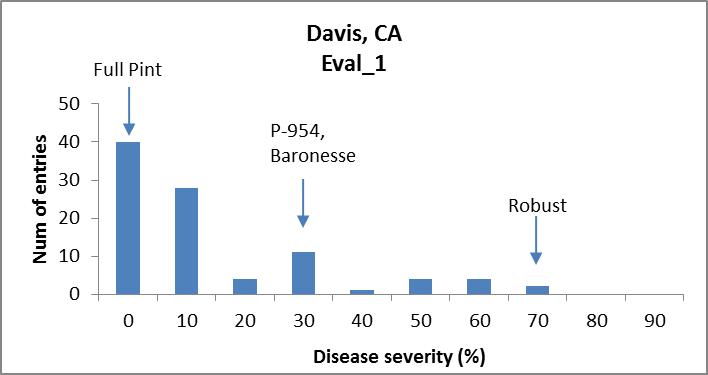 Davis, CA
Eval_1
Full Pint
P-954,
Baronesse
Robust
Num of entries
50
40
30
20
10
0
0 10 20 30 40 50 60 70 80 90
Disease severity (%)